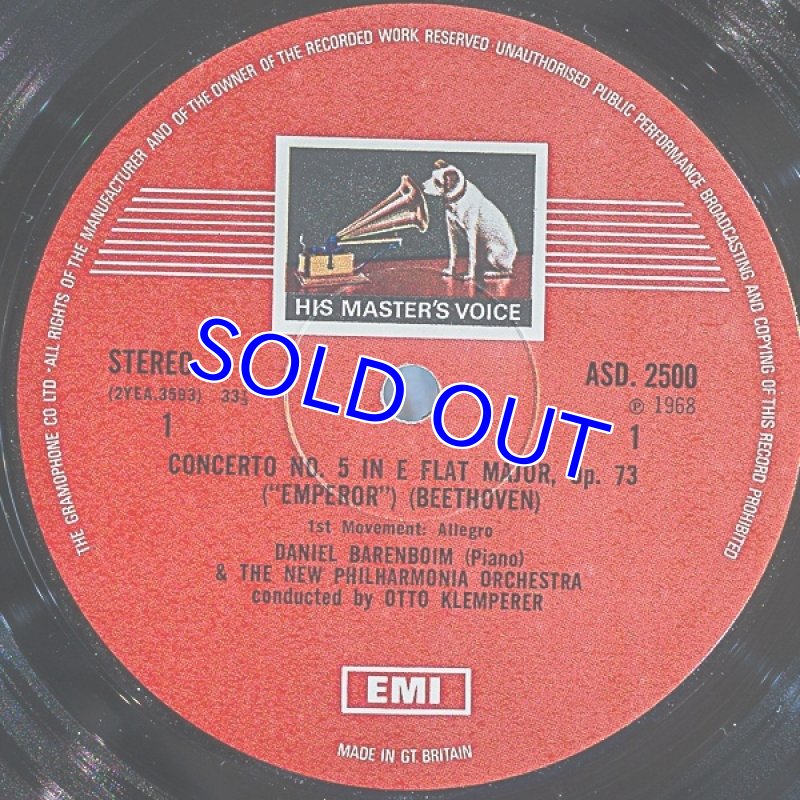 THE GRAMOPHONE CO LTD · ALL RIGHTS OF THE MANUFACTURER AND OF THE OWNER OF THE RECORDED WORK RESERVED · UNAUTHORISED PUBLIC PERFORMANCE BROADCASTING AND COPYING OF THIS RECORD PROHIBITED
HIS MASTER'S VOICE
SOLD OUT
STEREO
ASD. 2500
(2YEA.3593) 33⅓
℗ 1968
1
1
CONCERTO NO. 5 IN E FLAT MAJOR, Op. 73
("EMPEROR") (BEETHOVEN)
1st Movement: Allegro
DANIEL BARENBOIM (Piano)
& THE NEW PHILHARMONIA ORCHESTRA
conducted by OTTO KLEMPERER
EMI
MADE IN GT. BRITAIN